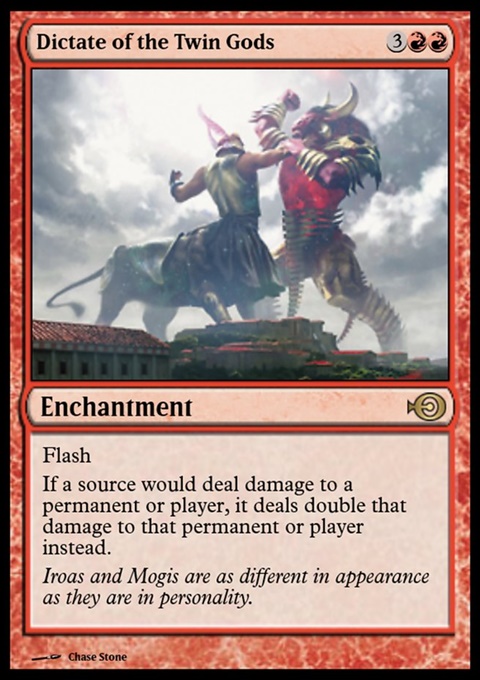 Dictate of the Twin Gods 3
Enchantment
Flash
If a source would deal damage to a
permanent or player, it deals double that
damage to that permanent or player
instead.
Iroas and Mogis are as different in appearance
as they are in personality.
Chase Stone